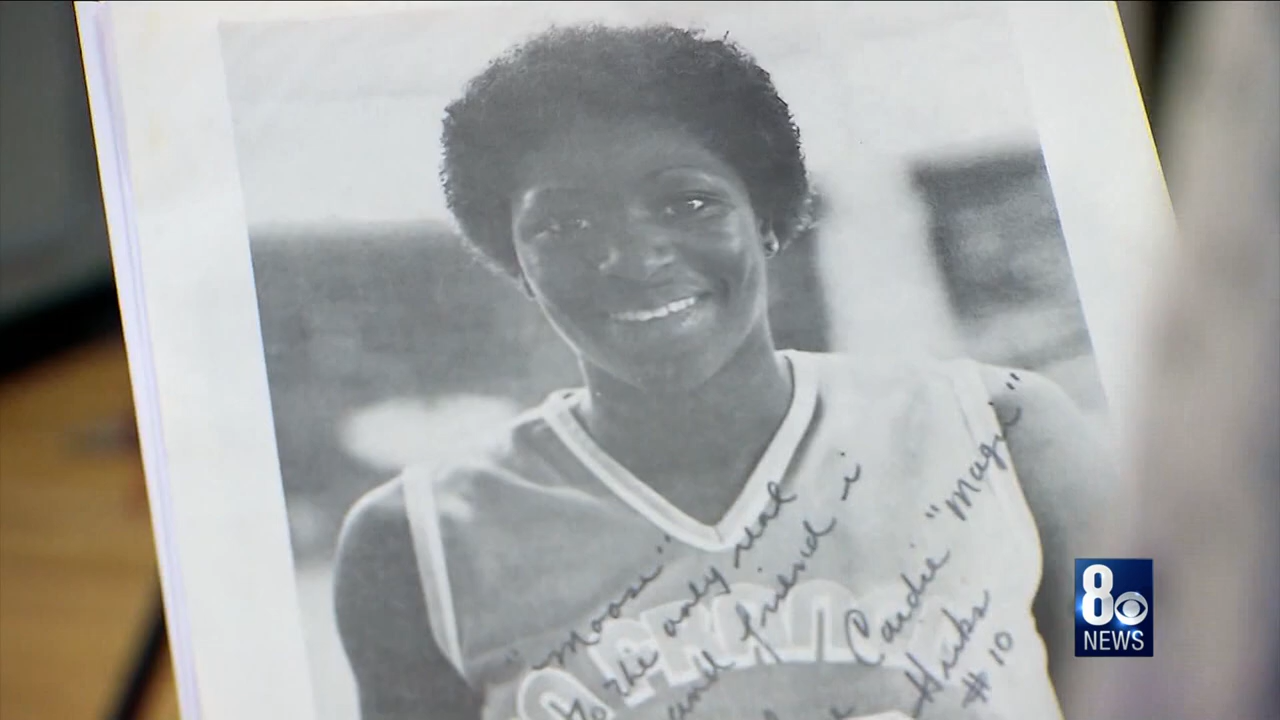 "Moose"
To the only real
and friend i
Cardie "Magic"
Hicks
#10
8
NEWS